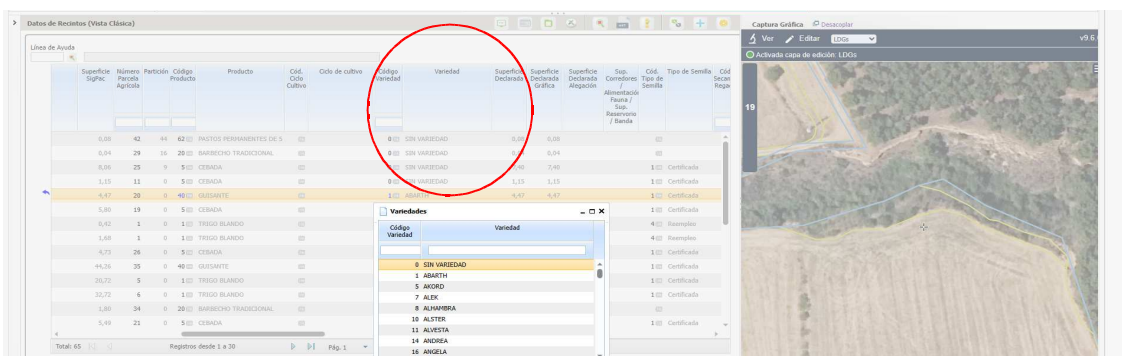 Datos de Recintos (Vista Clásica)
Captura Gráfica Desacoplar
Ver Editar LDGs v9.6.
Activada capa de edición: LDGs
19
Línea de Ayuda
Superficie SigPac Número Parcela Agrícola Partición Código Producto Producto Cód. Ciclo Cultivo Ciclo de cultivo Código Variedad Variedad Superficie Declarada Superficie Declarada Gráfica Superficie Declarada Alegación Sup. Corredores / Alimentación Fauna / Sup. Reservorio / Banda Cód. Tipo de Semilla Tipo de Semilla Cód Secan Rega
0,08 42 44 62 PASTOS PERMANENTES DE 5 0 SIN VARIEDAD 0,08 0,08
0,04 29 16 20 BARBECHO TRADICIONAL 0 SIN VARIEDAD 0,04
8,06 25 9 5 CEBADA SIN VARIEDAD 7,40 1 Certificada
1,15 11 0 5 CEBADA 0 SIN VARIEDAD 1,15 1,15 1 Certificada
4,47 20 0 40 GUISANTE 1 ABARTH 4,47 4,47 1 Certificada
5,80 19 0 5 CEBADA 1 Certificada
0,42 1 0 1 TRIGO BLANDO 4 Reempleo
1,68 1 0 1 TRIGO BLANDO 4 Reempleo
4,73 26 0 5 CEBADA 1 Certificada
44,26 35 0 40 GUISANTE 1 Certificada
20,72 5 0 1 TRIGO BLANDO 1 Certificada
32,72 6 0 1 TRIGO BLANDO 1 Certificada
1,80 34 0 20 BARBECHO TRADICIONAL
5,49 21 0 5 CEBADA 1 Certificada
Total: 65 Registros desde 1 a 30 Pág. 1
Variedades
Código Variedad Variedad
0 SIN VARIEDAD
1 ABARTH
5 AKORD
7 ALEK
8 ALHAMBRA
10 ALSTER
11 ALVESTA
14 ANDREA
16 ANGELA